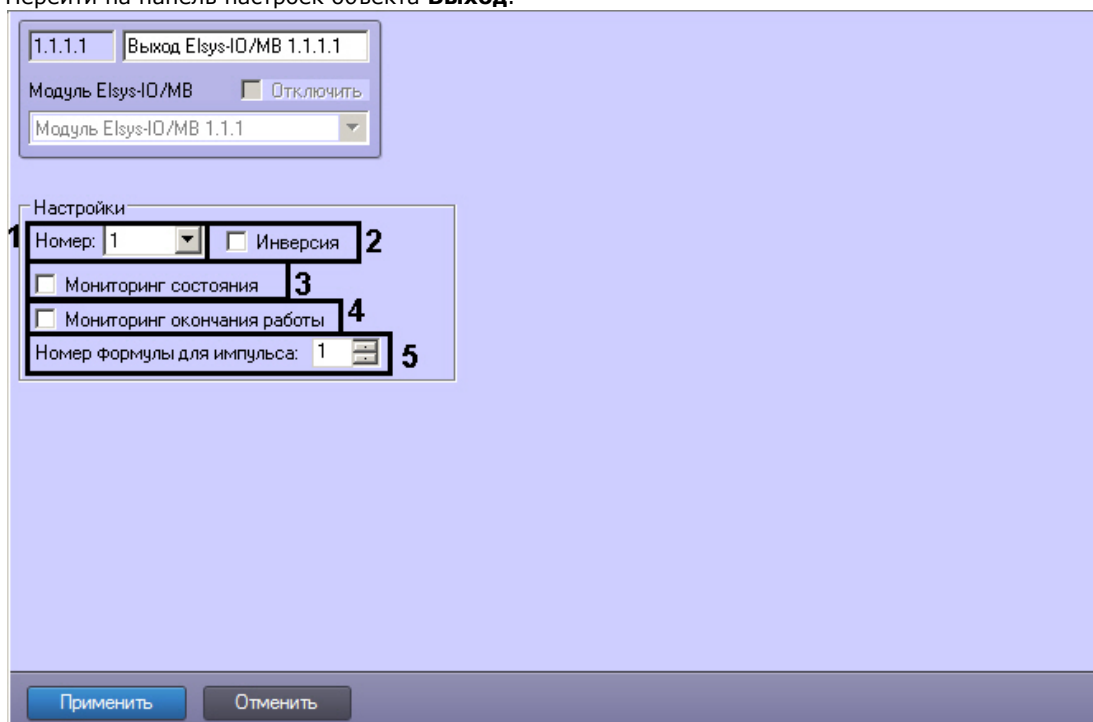 Перейти на панель настроек объекта Выход.
1.1.1.1 Выход Elsys-IO/MB 1.1.1.1
Модуль Elsys-IO/MB Отключить
Модуль Elsys-IO/MB 1.1.1
Настройки
1 Номер: 1 Инверсия 2
Мониторинг состояния 3
Мониторинг окончания работы 4
Номер формулы для импульса: 1 5
Применить Отменить